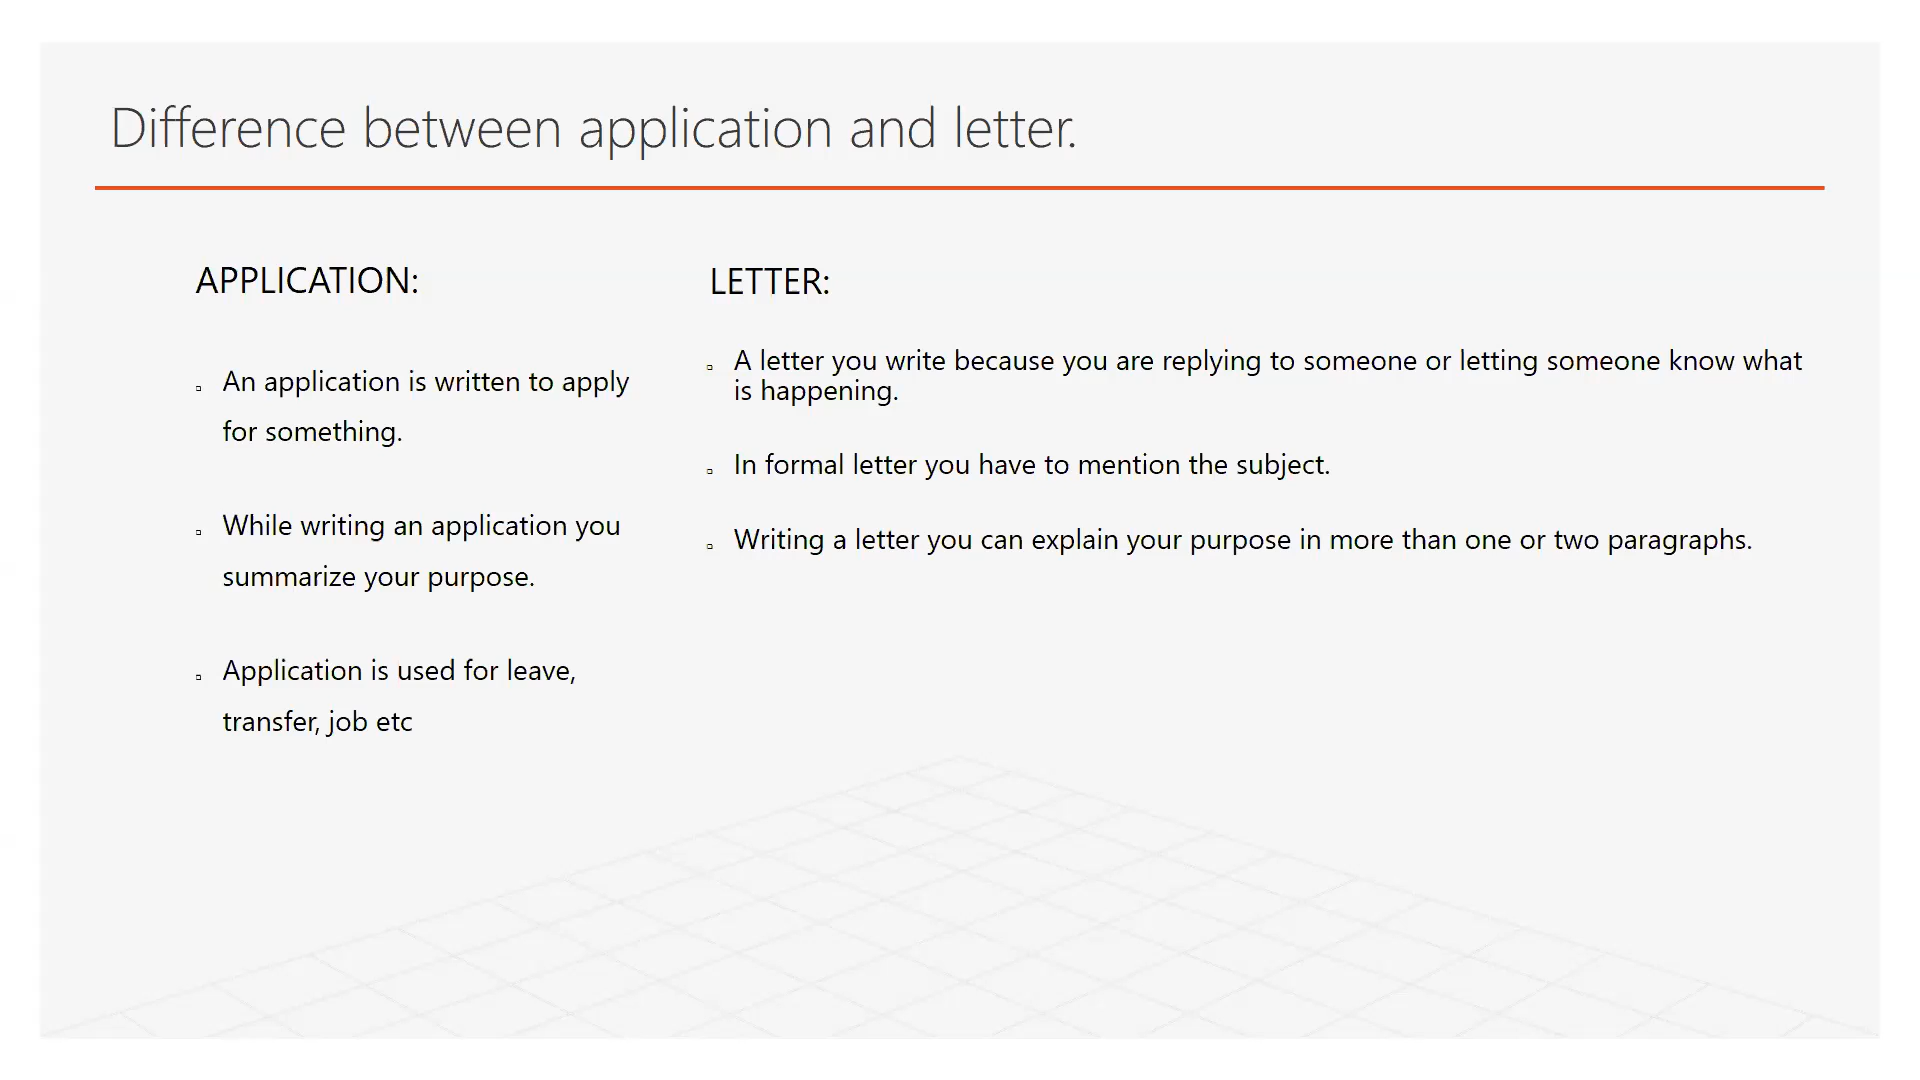 Difference between application and letter.
APPLICATION:
An application is written to apply
for something.
While writing an application you
summarize your purpose.
Application is used for leave,
transfer, job etc
LETTER:
A letter you write because you are replying to someone or letting someone know what
is happening.
In formal letter you have to mention the subject.
Writing a letter you can explain your purpose in more than one or two paragraphs.